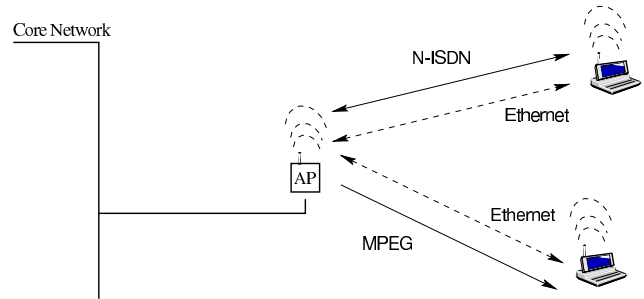 Core Network
N-ISDN
Ethernet
AP
Ethernet
MPEG